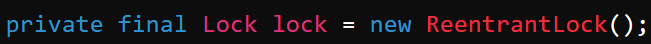 private final Lock lock = new ReentrantLock();